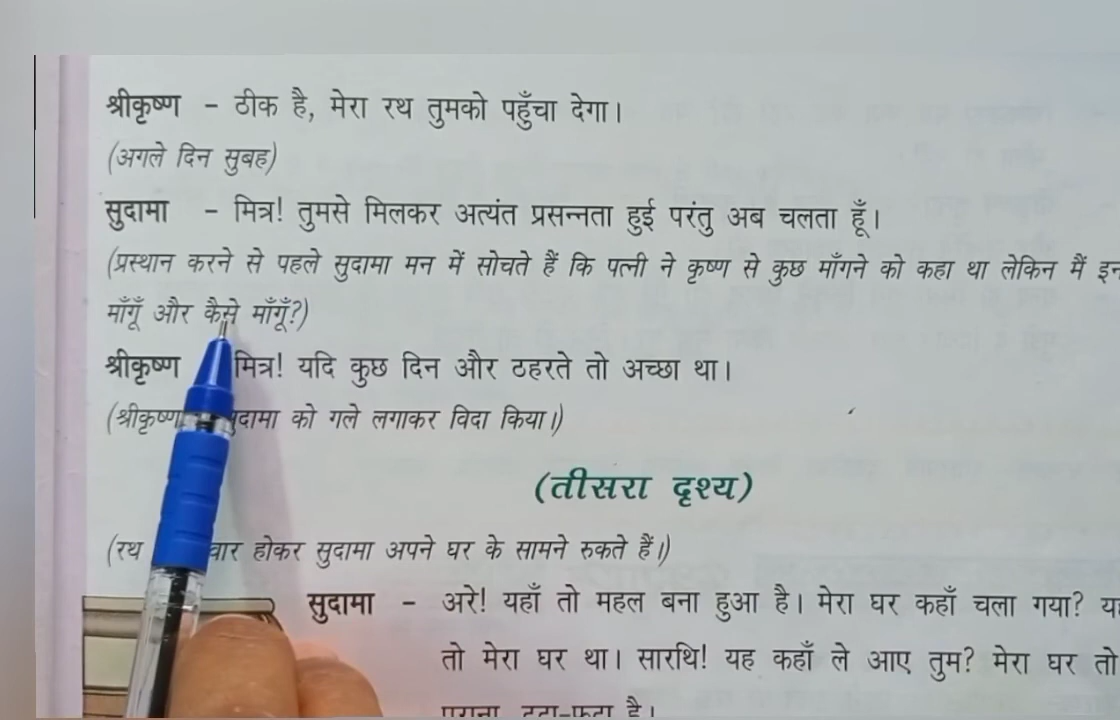 श्रीकृष्ण – ठीक है, मेरा रथ तुमको पहुँचा देगा।
(अगले दिन सुबह)
सुदामा – मित्र! तुमसे मिलकर अत्यंत प्रसन्नता हुई परंतु अब चलता हूँ।
(प्रस्थान करने से पहले सुदामा मन में सोचते हैं कि पत्नी ने कृष्ण से कुछ माँगने को कहा था लेकिन मैं
माँगूँ और कैसे माँगूँ?)
श्रीकृष्ण मित्र! यदि कुछ दिन और ठहरते तो अच्छा था।
(श्रीकृष्ण सुदामा को गले लगाकर विदा किया।)
(तीसरा दृश्य)
(रथ होकर सुदामा अपने घर के सामने रुकते हैं।)
सुदामा – अरे! यहाँ तो महल बना हुआ है। मेरा घर कहाँ चला गया?
तो मेरा घर था। सारथि! यह कहाँ ले आए तुम? मेरा घर तो